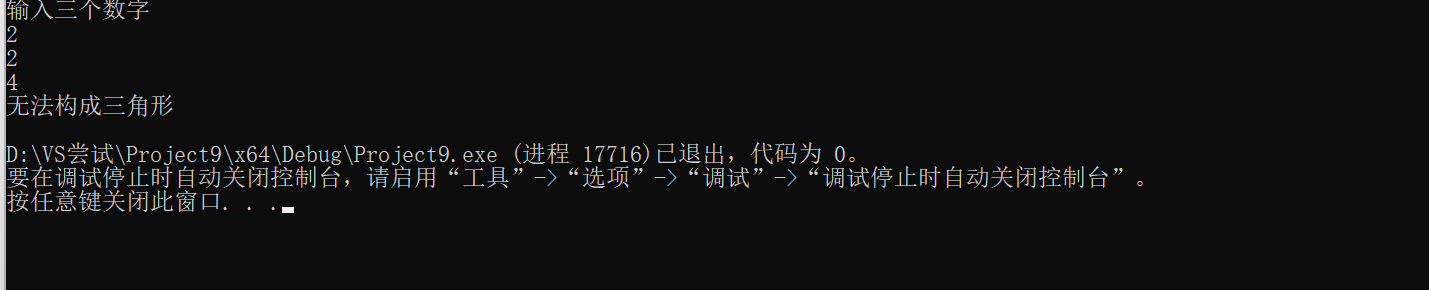 输入三个数字
2
2
4
无法构成三角形
D:\VS尝试\Project9\x64\Debug\Project9.exe (进程 17716)已退出，代码为 0。
要在调试停止时自动关闭控制台，请启用“工具”->“选项”->“调试”->“调试停止时自动关闭控制台”。
按任意键关闭此窗口. . .